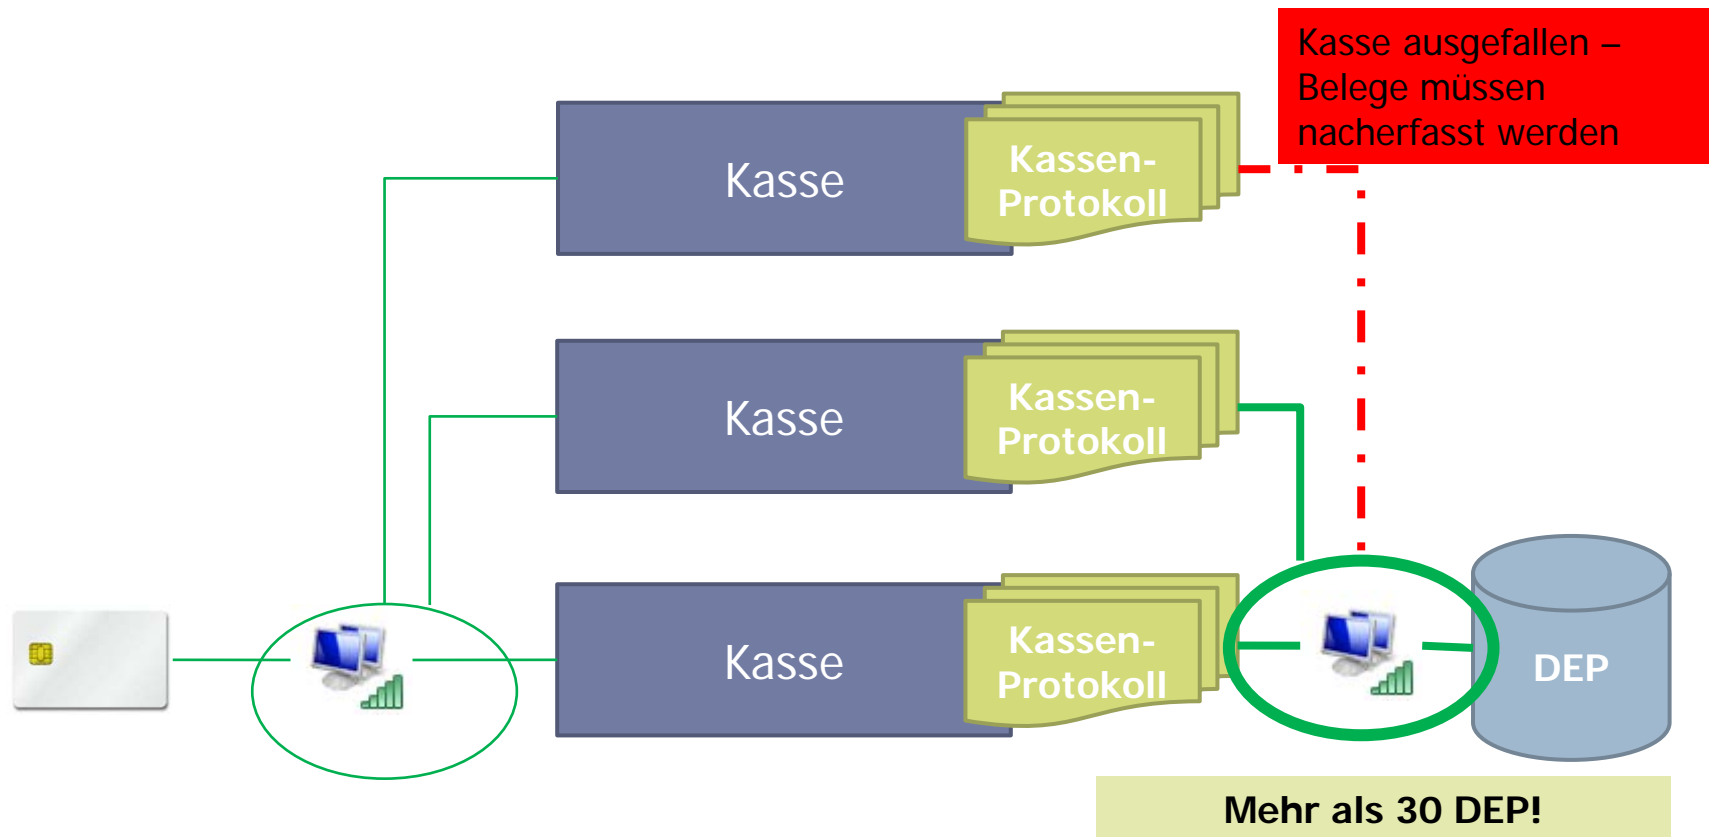 Kasse ausgefallen –
Belege müssen
nacherfasst werden
Kasse
Kassen-
Protokoll
Kasse
Kassen-
Protokoll
Kasse
Kassen-
Protokoll
DEP
Mehr als 30 DEP!